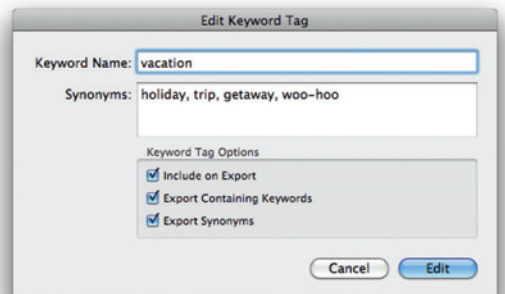 Edit Keyword Tag
Keyword Name: vacation
Synonyms: holiday, trip, getaway, woo-hoo
Keyword Tag Options
Include on Export
Export Containing Keywords
Export Synonyms
Cancel Edit